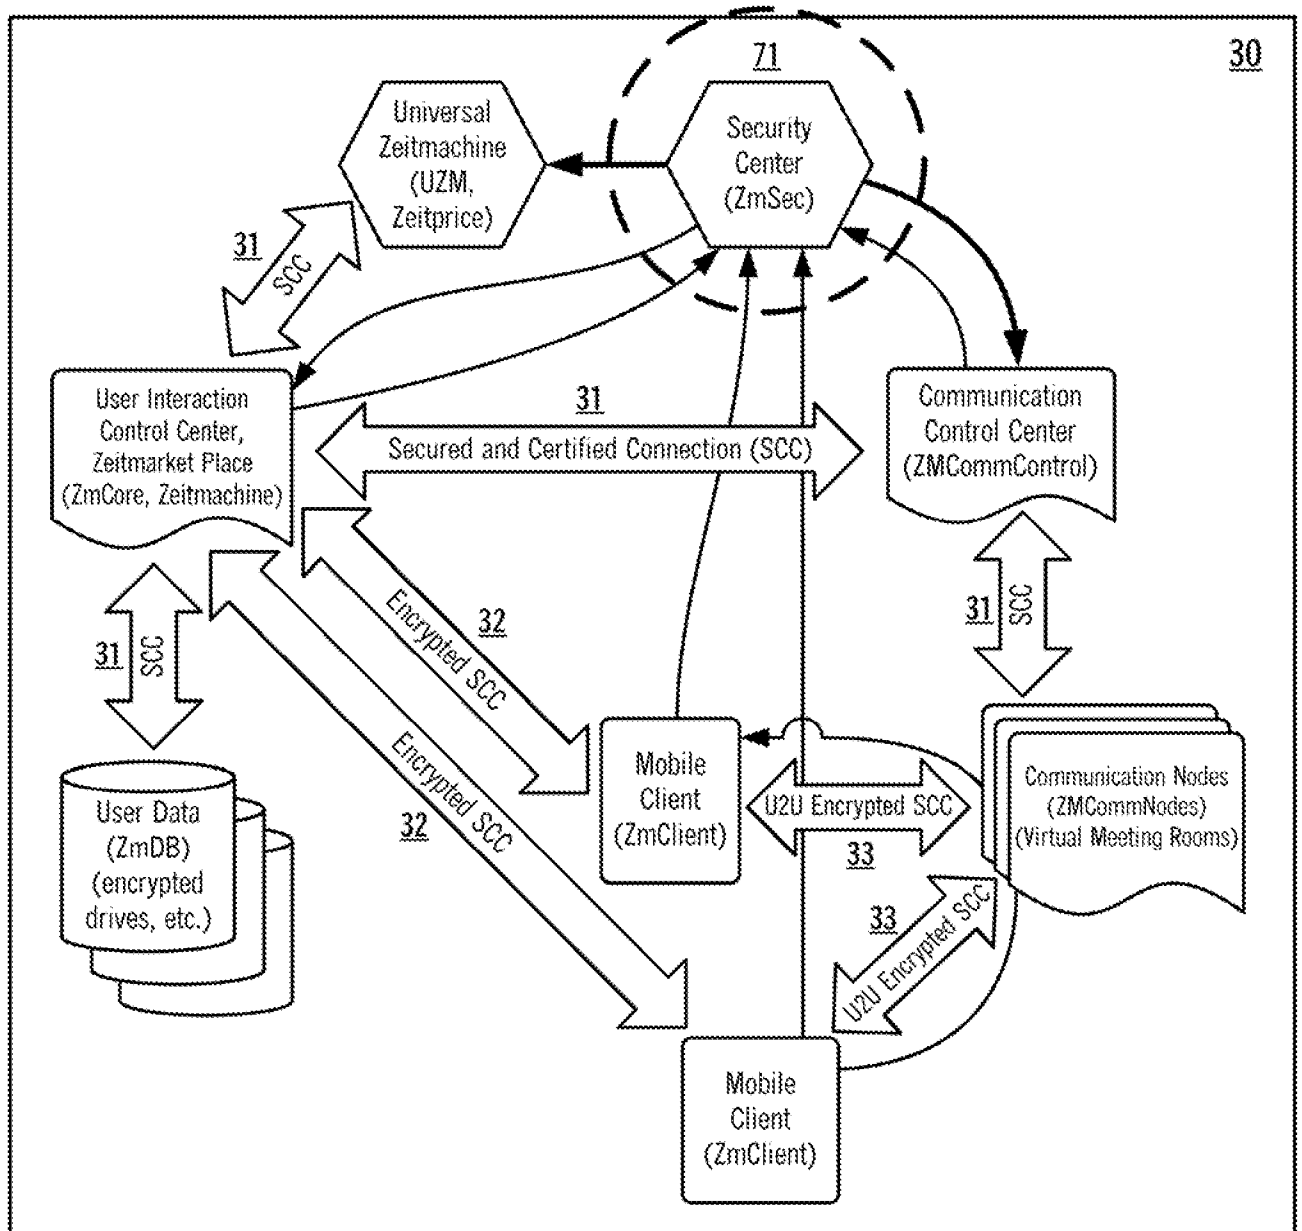 30
71
Universal
Zeitmachine
(UZM,
Zeitprice)
Security
Center
(ZmSec)
31
SCC
User Interaction
Control Center,
Zeitmarket Place
(ZmCore, Zeitmachine)
31
Secured and Certified Connection (SCC)
Communication
Control Center
(ZMCommControl)
31
SCC
31
SCC
32
Encrypted SCC
32
Encrypted SCC
User Data
(ZmDB)
(encrypted
drives, etc.)
Mobile
Client
(ZmClient)
U2U Encrypted SCC
33
Communication Nodes
(ZMCommNodes)
(Virtual Meeting Rooms)
33
U2U Encrypted SCC
Mobile
Client
(ZmClient)